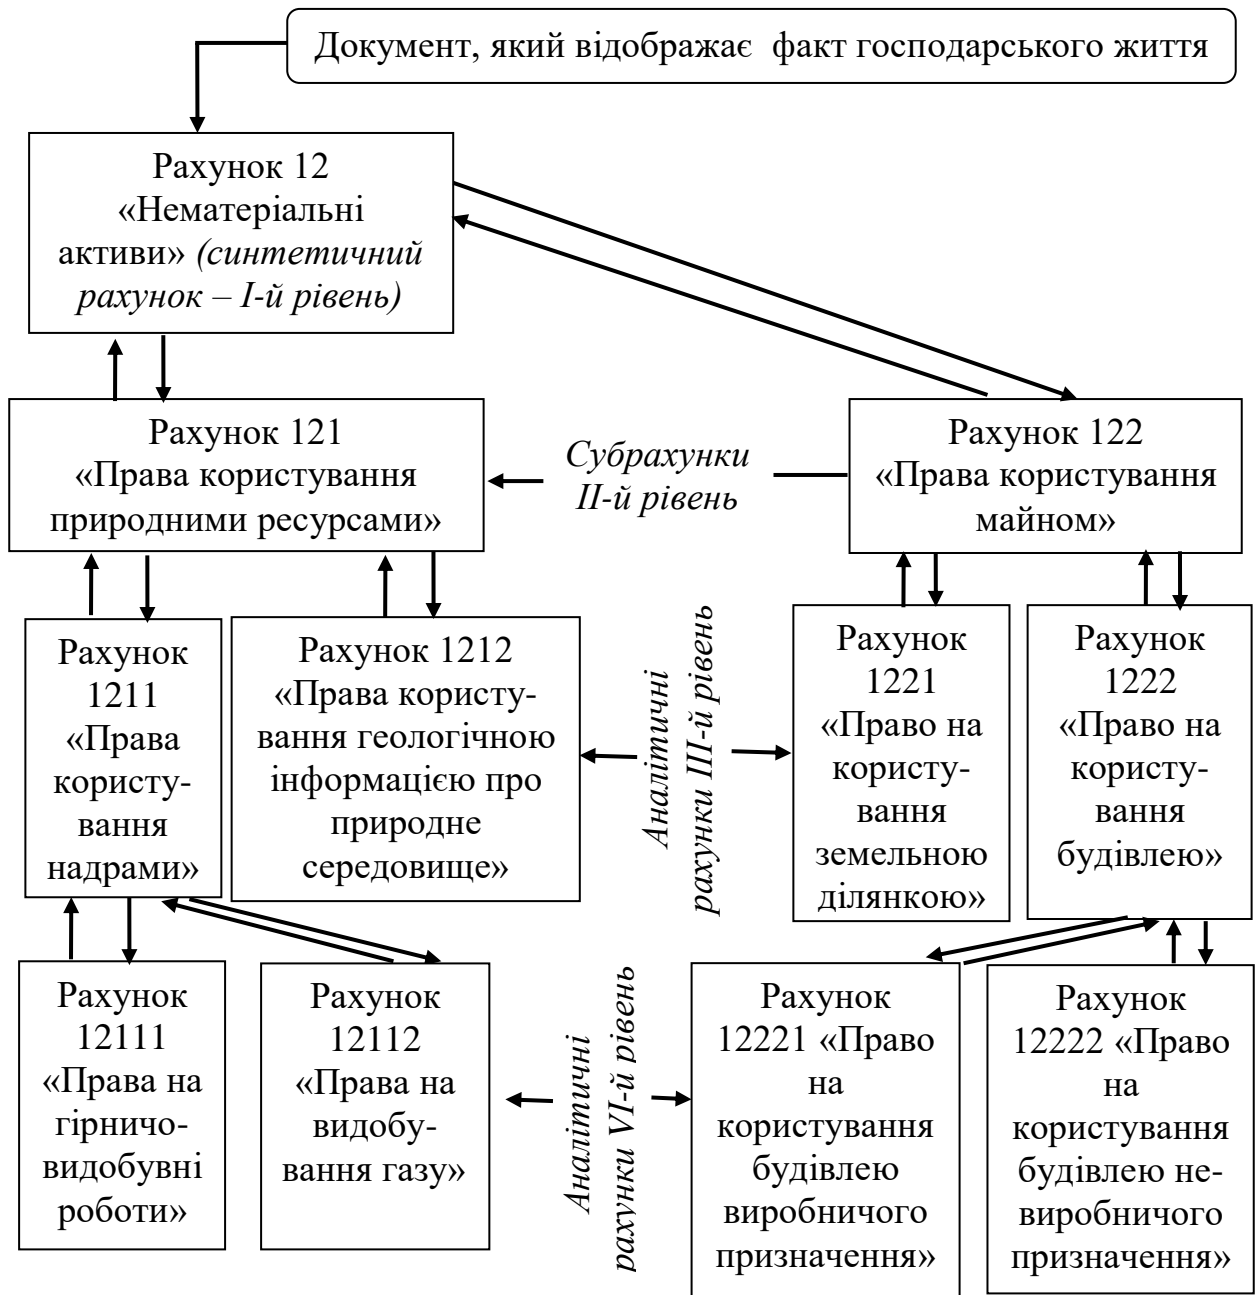 Документ, який відображає факт господарського життя
Рахунок 12
«Нематеріальні
активи» (синтетичний
рахунок – І-й рівень)
Рахунок 121
«Права користування
природними ресурсами»
Субрахунки
ІІ-й рівень
Рахунок 122
«Права користування
майном»
Рахунок
1211
«Права
користу-
вання
надрами»
Рахунок 1212
«Права користу-
вання геологічною
інформацією про
природне
середовище»
Аналітичні
рахунки ІІІ-й рівень
Рахунок
1221
«Право на
користу-
вання
земельною
ділянкою»
Рахунок
1222
«Право на
користу-
вання
будівлею»
Рахунок
12111
«Права на
гірничо-
видобувні
роботи»
Рахунок
12112
«Права на
видобу-
вання газу»
Аналітичні
рахунки VІ-й рівень
Рахунок
12221 «Право
на
користування
будівлею
виробничого
призначення»
Рахунок
12222 «Право
на
користування
будівлею не-
виробничого
призначення»